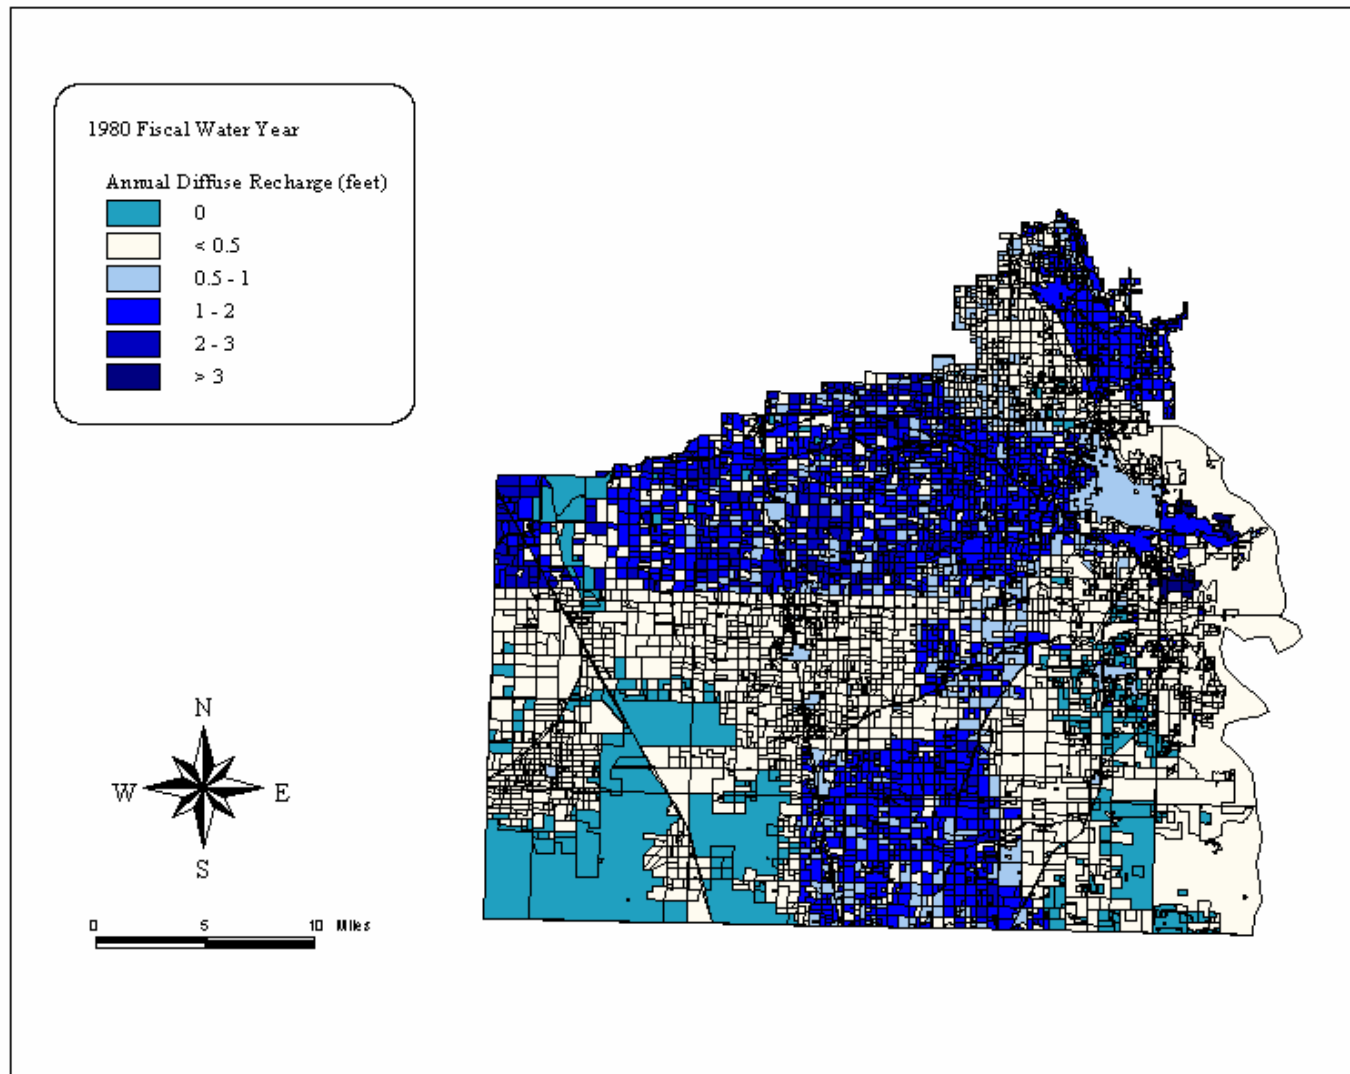 1980 Fiscal Water Year
Annual Diffuse Recharge (feet)
0
< 0.5
0.5 - 1
1 - 2
2 - 3
> 3
N
W E
S
0 5 10 Miles